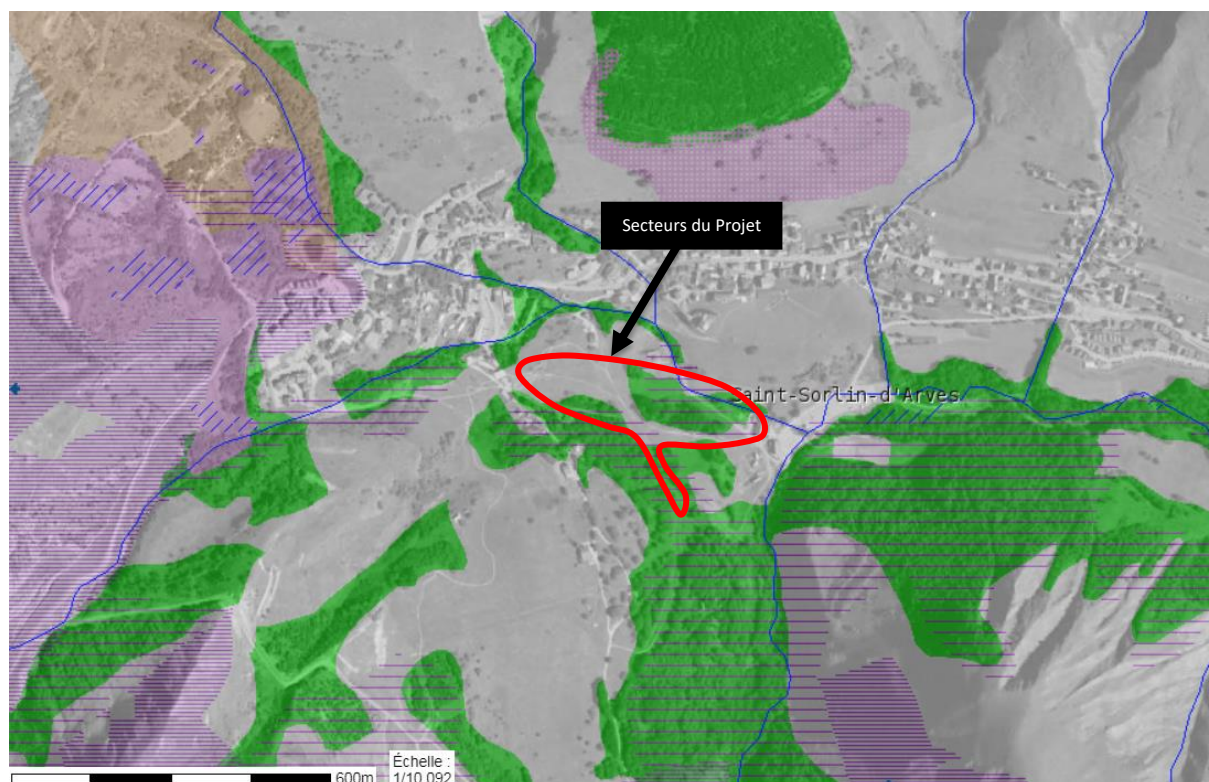 Secteurs du Projet
Saint-Sorlin-d'Arves
600m
Échelle :
1/10 092